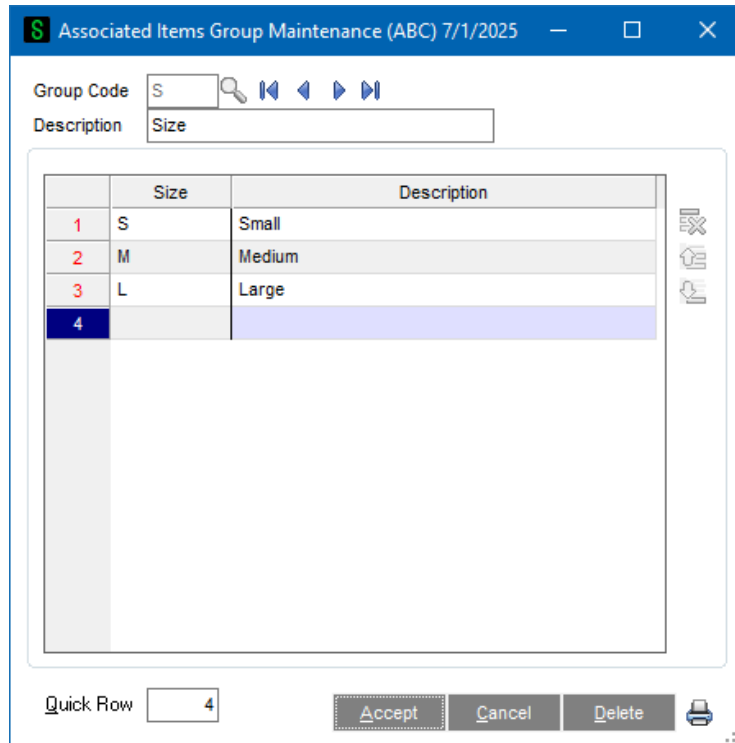 S Associated Items Group Maintenance (ABC) 7/1/2025
Group Code S
Description Size
Size Description
1 S Small
2 M Medium
3 L Large
4
Quick Row 4 Accept Cancel Delete